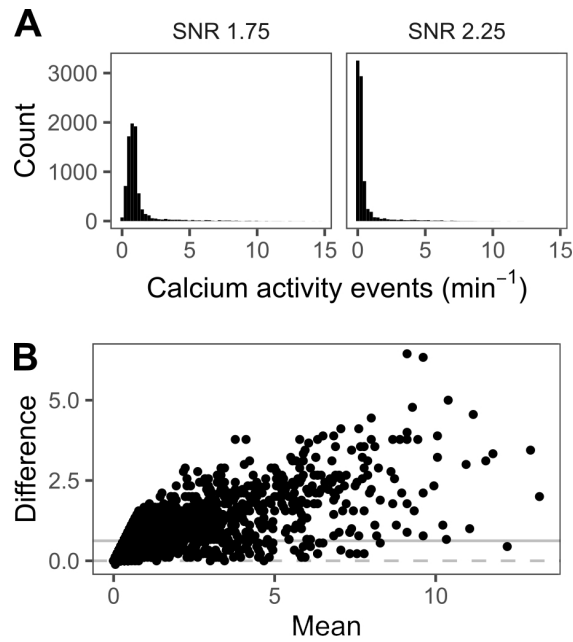 A
SNR 1.75 SNR 2.25
Count
3000
2000
1000
0
0 5 10 15 0 5 10 15
Calcium activity events (min⁻¹)
B
Difference
5.0
2.5
0.0
0 5 10
Mean